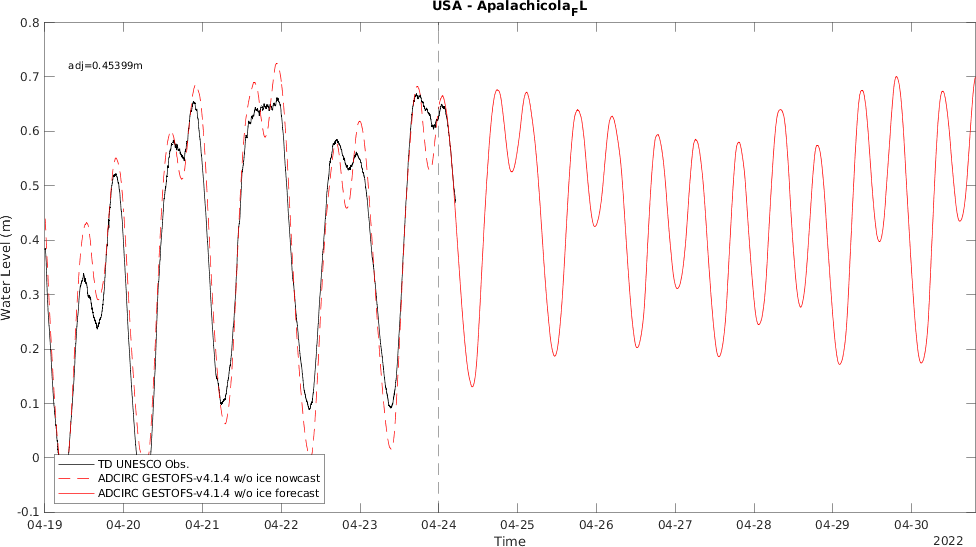 USA - Apalachicola_FL
adj=0.45399m
0.8
0.7
0.6
0.5
0.4
0.3
0.2
0.1
0
-0.1
Water Level (m)
TD UNESCO Obs.
ADCIRC GESTOFS-v4.1.4 w/o ice nowcast
ADCIRC GESTOFS-v4.1.4 w/o ice forecast
04-19 04-20 04-21 04-22 04-23 04-24 04-25 04-26 04-27 04-28 04-29 04-30
Time
2022